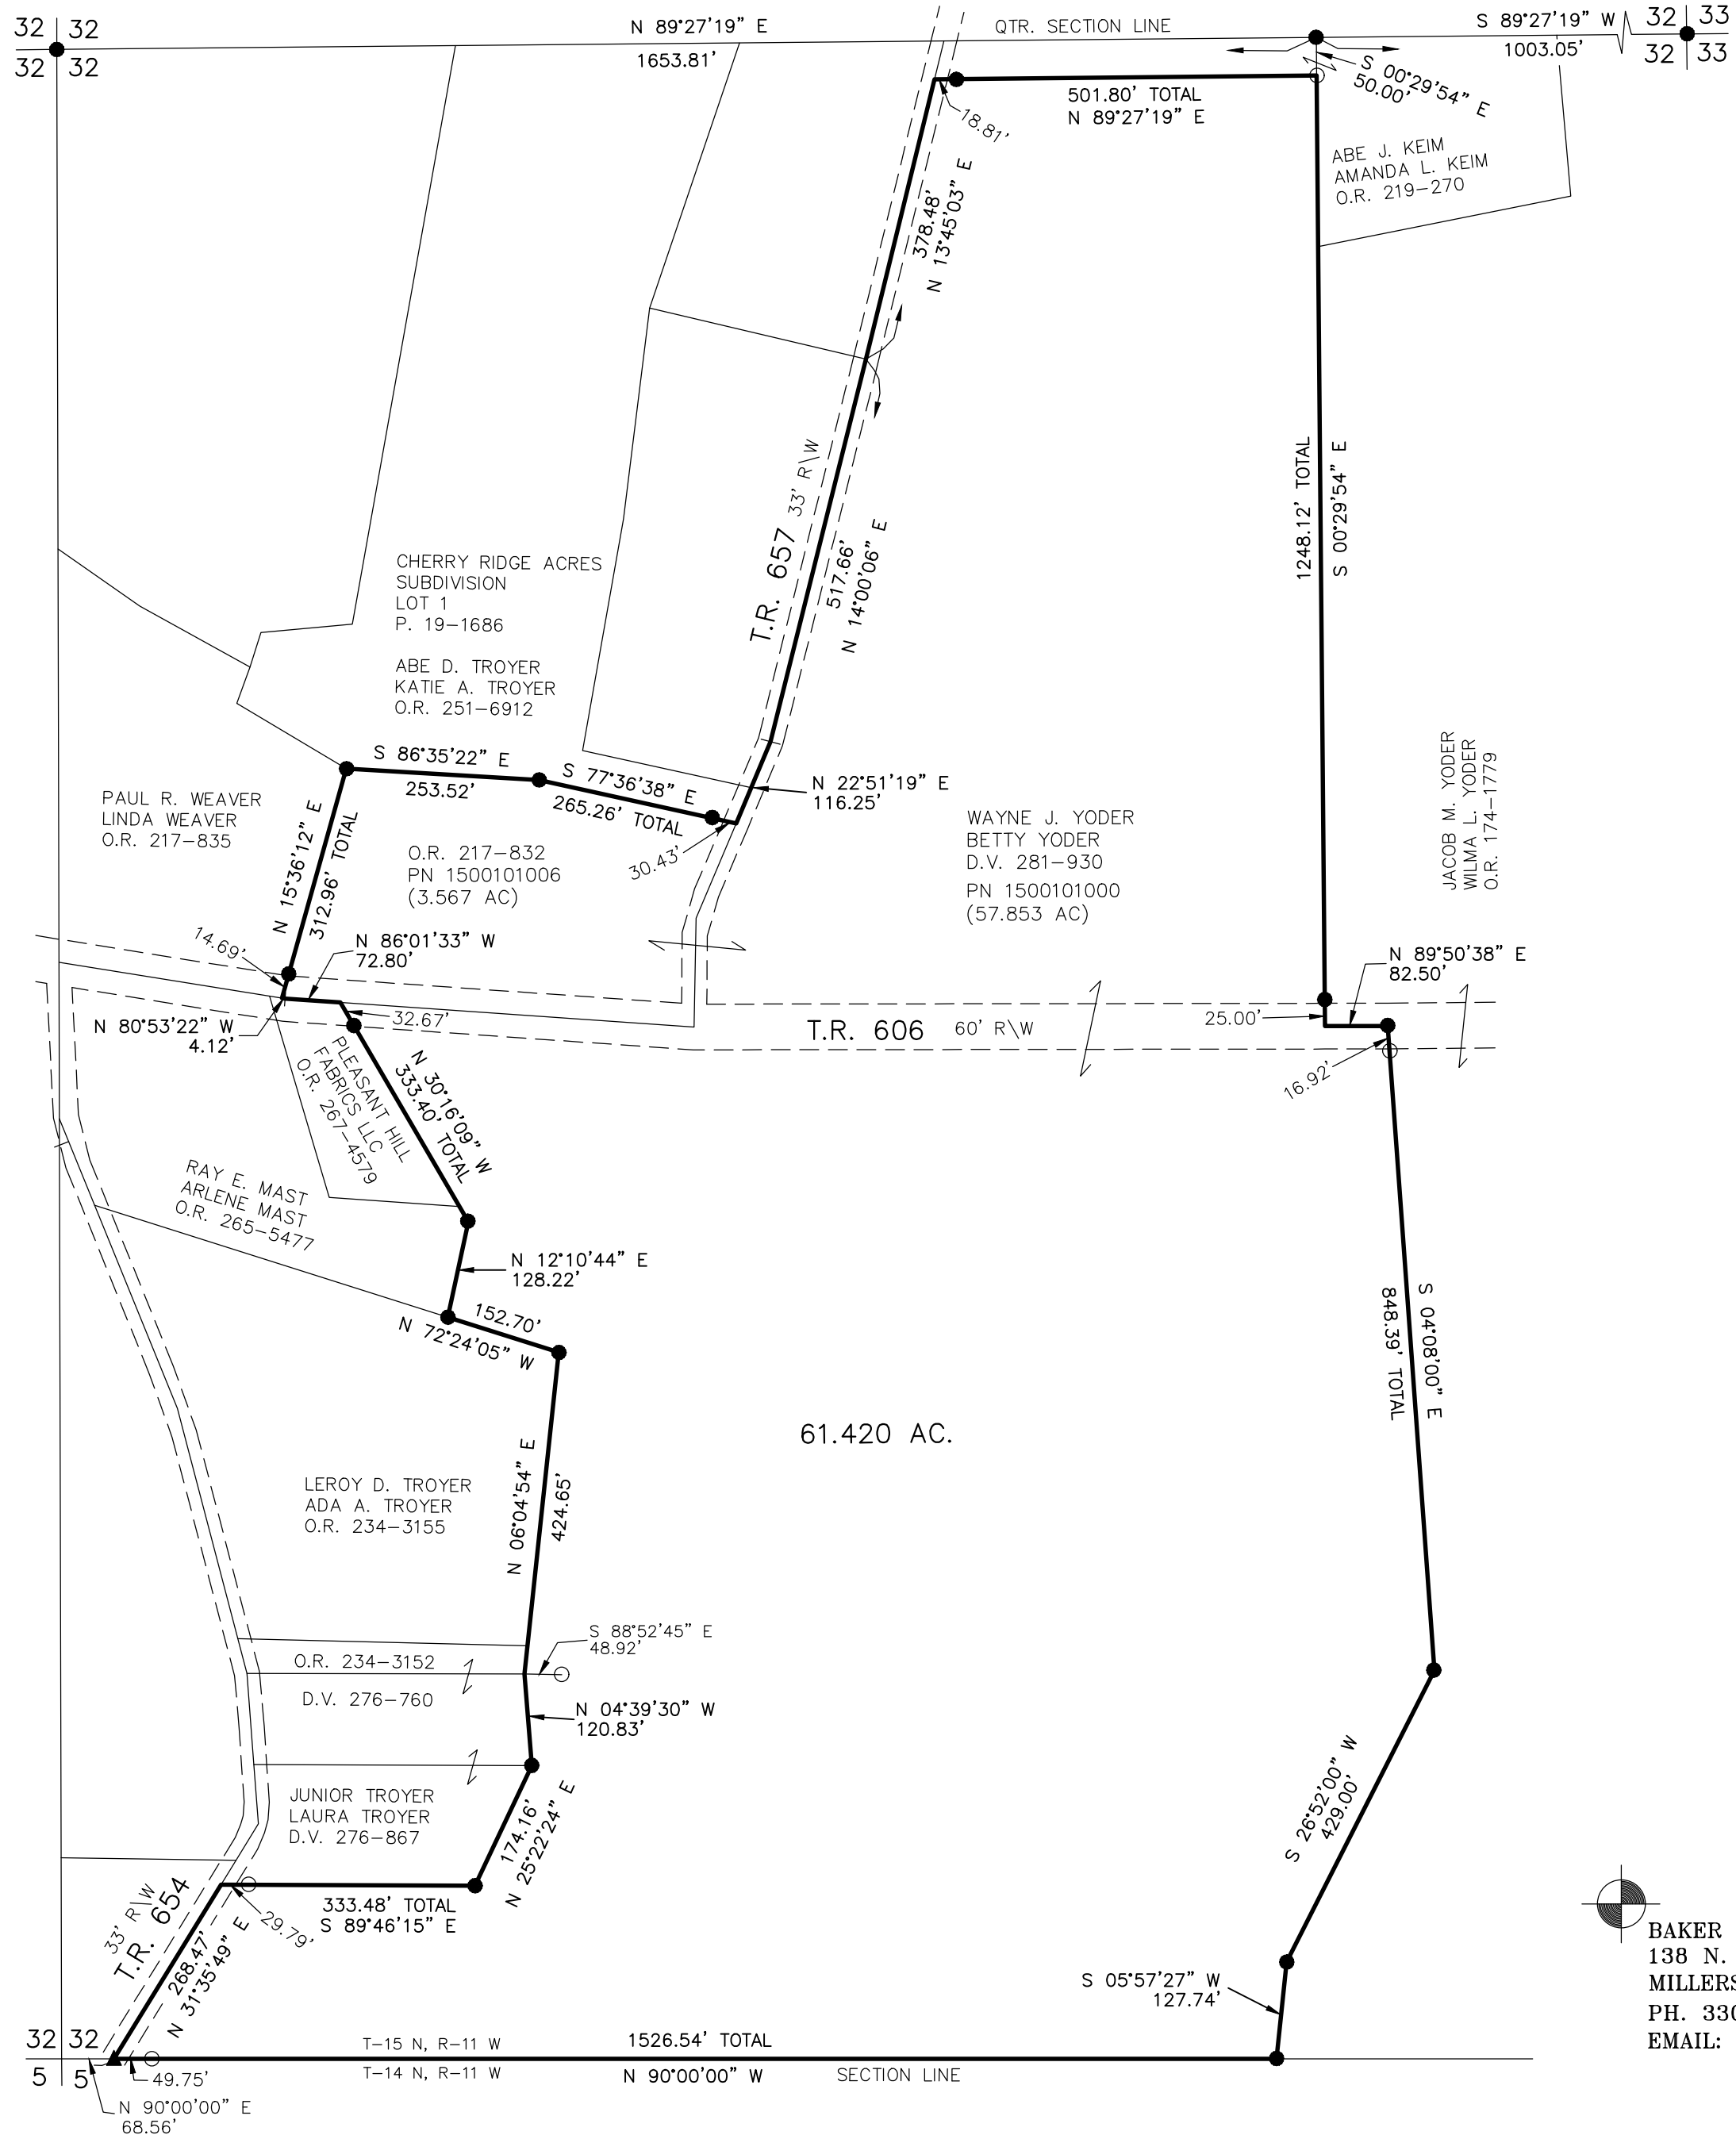 32 32
32 32
N 89°27'19" E
1653.81'
QTR. SECTION LINE
S 89°27'19" W
1003.05'
32 33
32 33
S 00°29'54" E
50.00'
501.80' TOTAL
N 89°27'19" E
18.81'
ABE J. KEIM
AMANDA L. KEIM
O.R. 219-270
378.48'
N 13°45'03" E
T.R. 657 33' R\W
517.66'
N 14°00'06" E
1248.12' TOTAL
S 00°29'54" E
CHERRY RIDGE ACRES
SUBDIVISION
LOT 1
P. 19-1686
ABE D. TROYER
KATIE A. TROYER
O.R. 251-6912
S 86°35'22" E
253.52'
S 77°36'38" E
265.26' TOTAL
30.43'
N 22°51'19" E
116.25'
PAUL R. WEAVER
LINDA WEAVER
O.R. 217-835
N 15°36'12" E
312.96' TOTAL
O.R. 217-832
PN 1500101006
(3.567 AC)
WAYNE J. YODER
BETTY YODER
D.V. 281-930
PN 1500101000
(57.853 AC)
JACOB M. YODER
WILMA L. YODER
O.R. 174-1779
14.69'
N 86°01'33" W
72.80'
N 89°50'38" E
82.50'
N 80°53'22" W
4.12'
32.67'
T.R. 606 60' R\W
25.00'
16.92'
PLEASANT HILL
FABRICS LLC
O.R. 267-4579
N 30°16'09" W
333.40' TOTAL
RAY E. MAST
ARLENE MAST
O.R. 265-5477
N 12°10'44" E
128.22'
152.70'
N 72°24'05" W
S 04°08'00" E
848.39' TOTAL
61.420 AC.
N 06°04'54" E
424.65'
LEROY D. TROYER
ADA A. TROYER
O.R. 234-3155
S 88°52'45" E
48.92'
O.R. 234-3152
D.V. 276-760
N 04°39'30" W
120.83'
JUNIOR TROYER
LAURA TROYER
D.V. 276-867
174.16'
N 25°22'24" E
S 26°52'00" W
429.00'
333.48' TOTAL
S 89°46'15" E
29.79'
33' R\W
T.R. 654
268.47'
N 31°35'49" E
S 05°57'27" W
127.74'
BAKER
138 N.
MILLERS
PH. 330
EMAIL:
32 32
5 5
T-15 N, R-11 W
T-14 N, R-11 W
1526.54' TOTAL
N 90°00'00" W
SECTION LINE
49.75'
N 90°00'00" E
68.56'